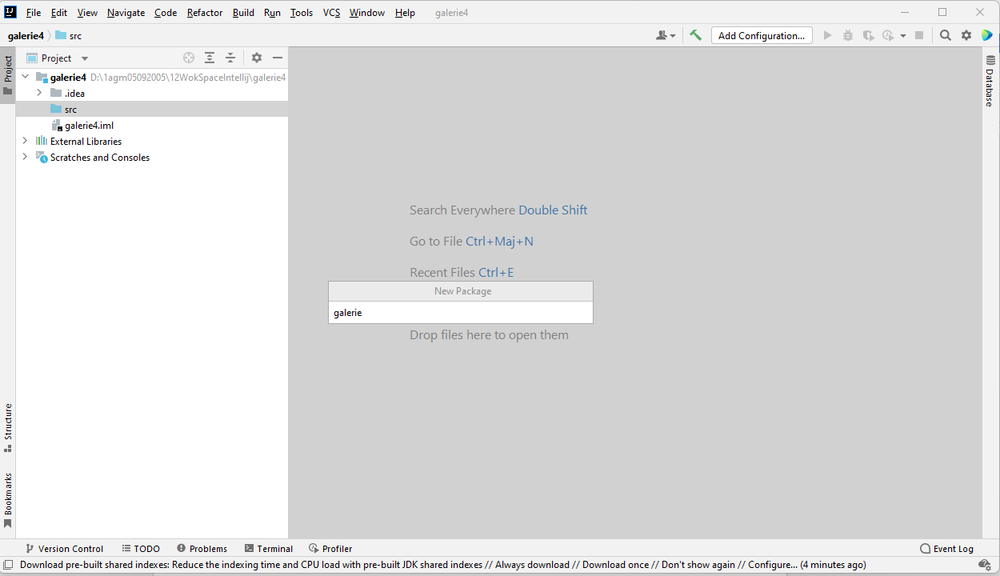 File Edit View Navigate Code Refactor Build Run Tools VCS Window Help galerie4
galerie4 src Add Configuration...
Project
Project
galerie4 D:\1agm05092005\12WokSpaceIntellij\galerie4
.idea
src
galerie4.iml
External Libraries
Scratches and Consoles
Database
Search Everywhere Double Shift
Go to File Ctrl+Maj+N
Recent Files Ctrl+E
New Package
galerie
Drop files here to open them
Structure
Bookmarks
Version Control TODO Problems Terminal Profiler Event Log
Download pre-built shared indexes: Reduce the indexing time and CPU load with pre-built JDK shared indexes // Always download // Download once // Don't show again // Configure... (4 minutes ago)